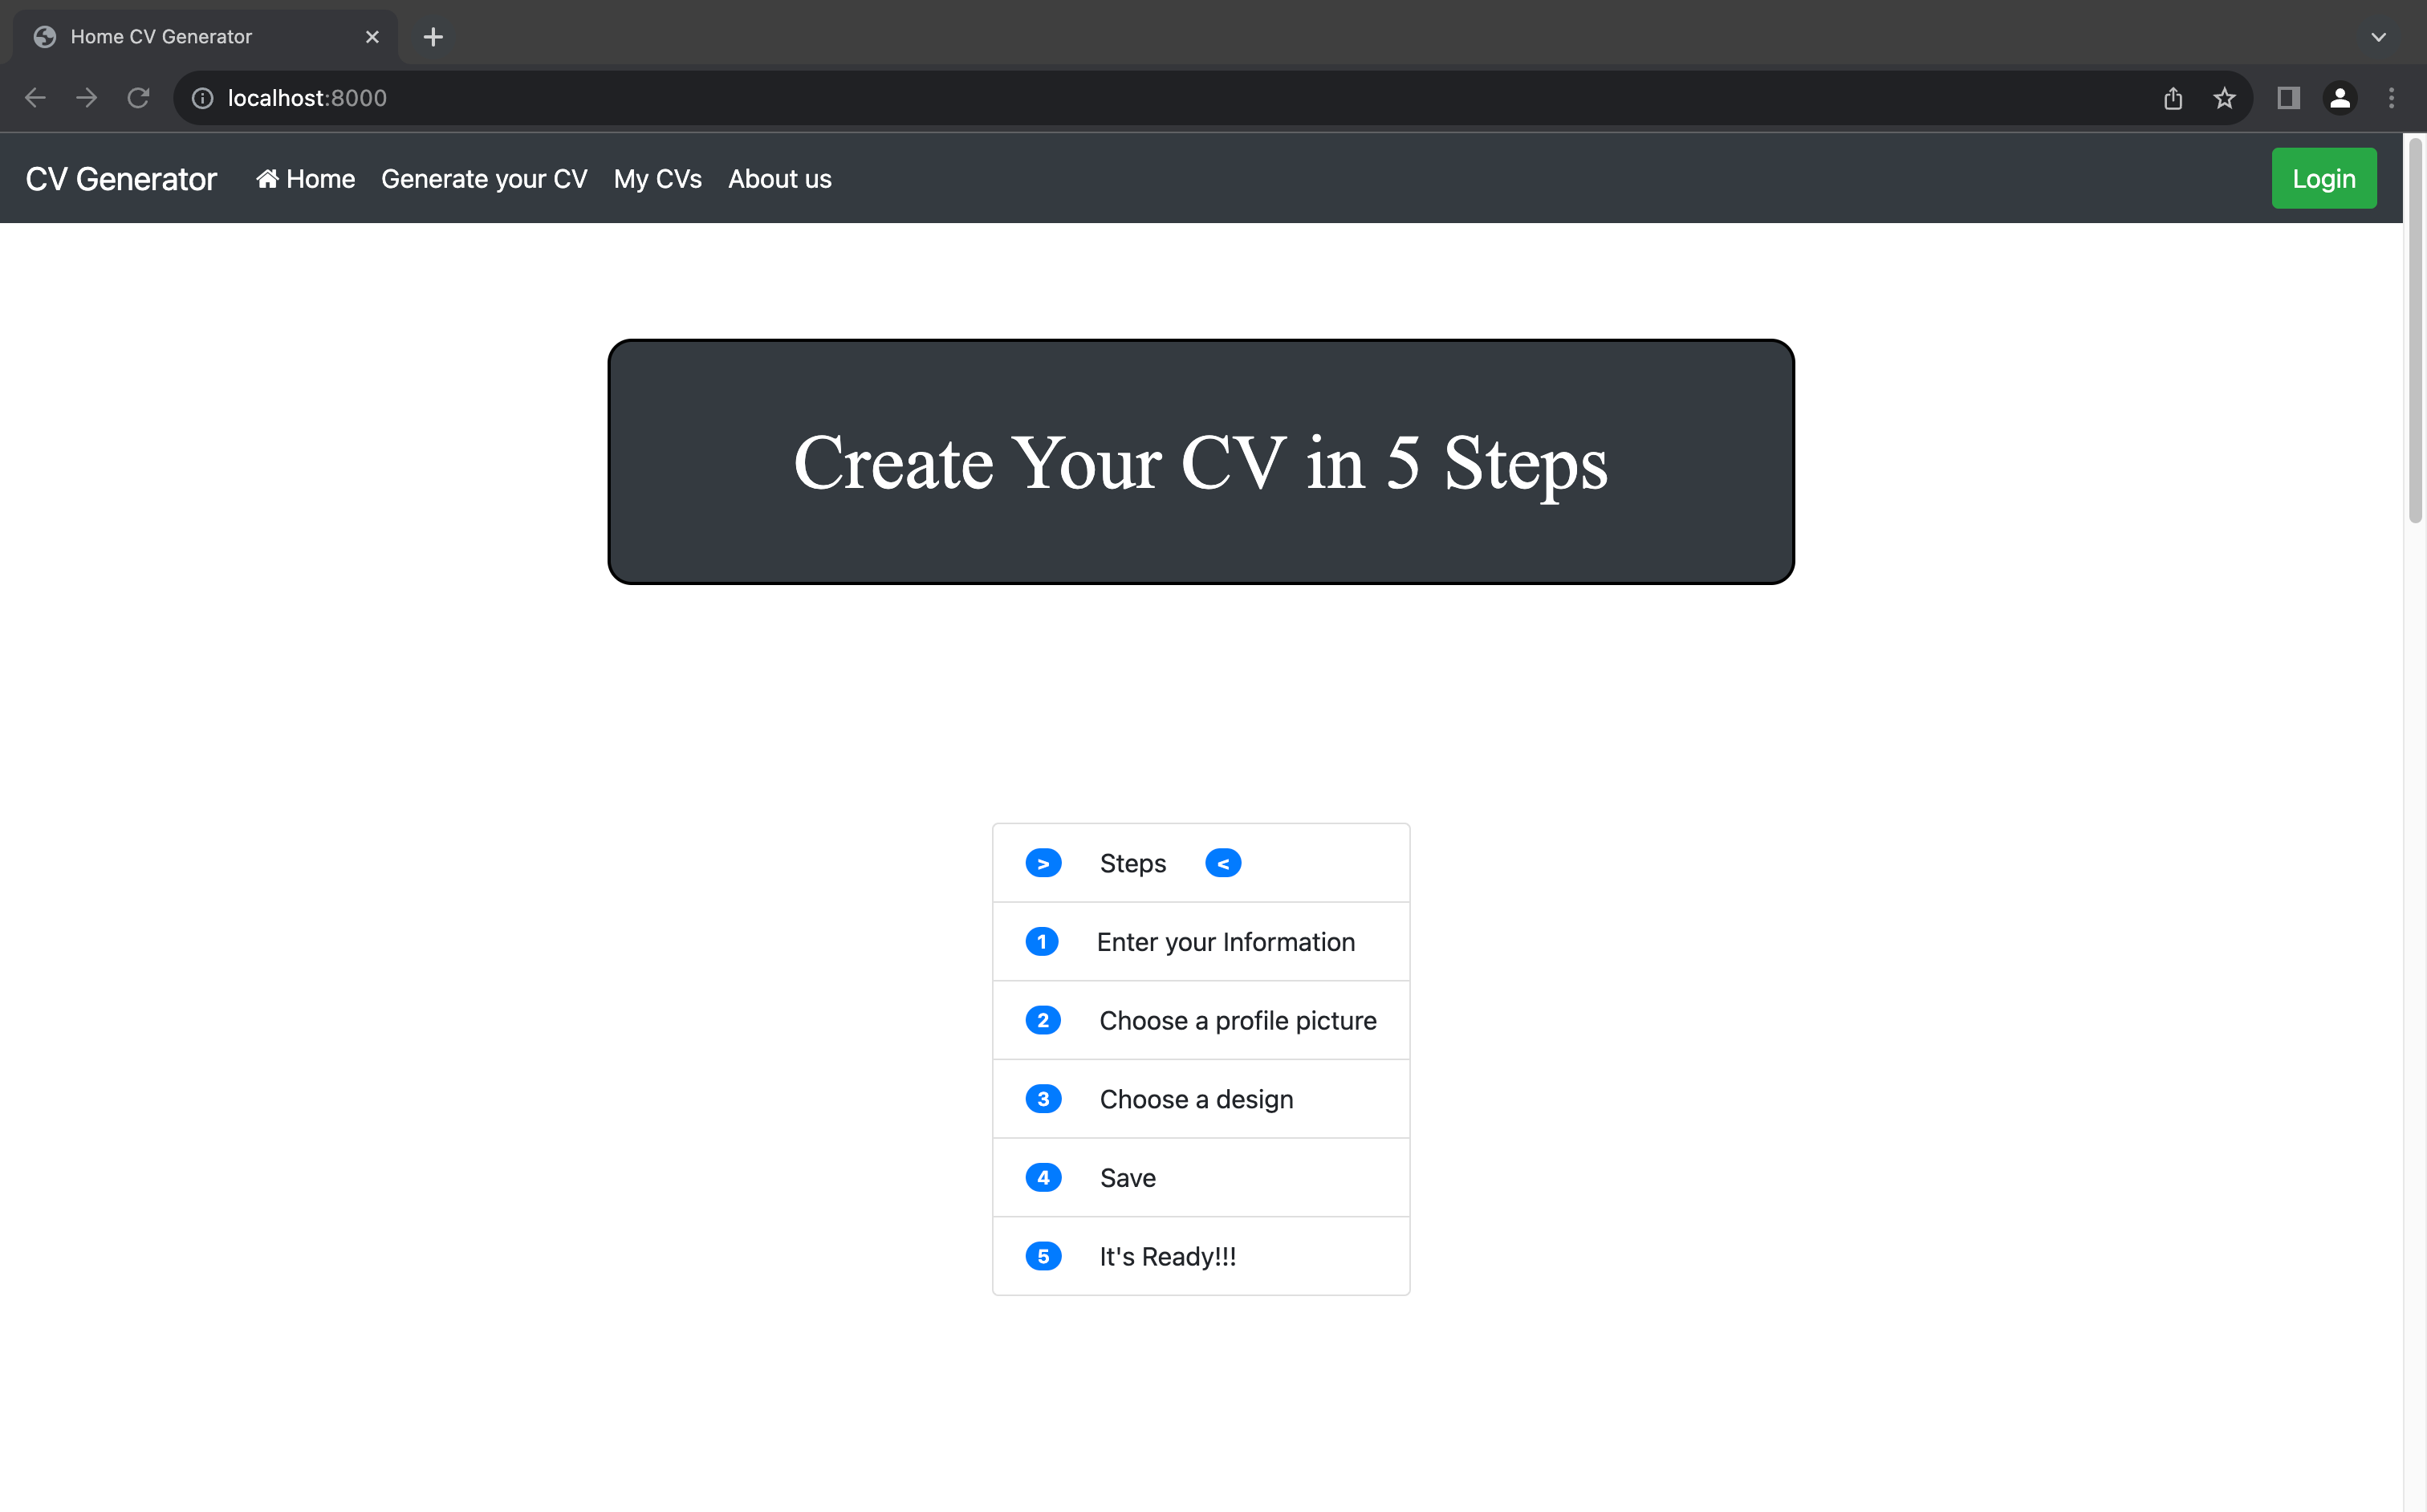 Home CV Generator
localhost:8000
CV Generator Home Generate your CV My CVs About us Login
Create Your CV in 5 Steps
> Steps <
1 Enter your Information
2 Choose a profile picture
3 Choose a design
4 Save
5 It's Ready!!!